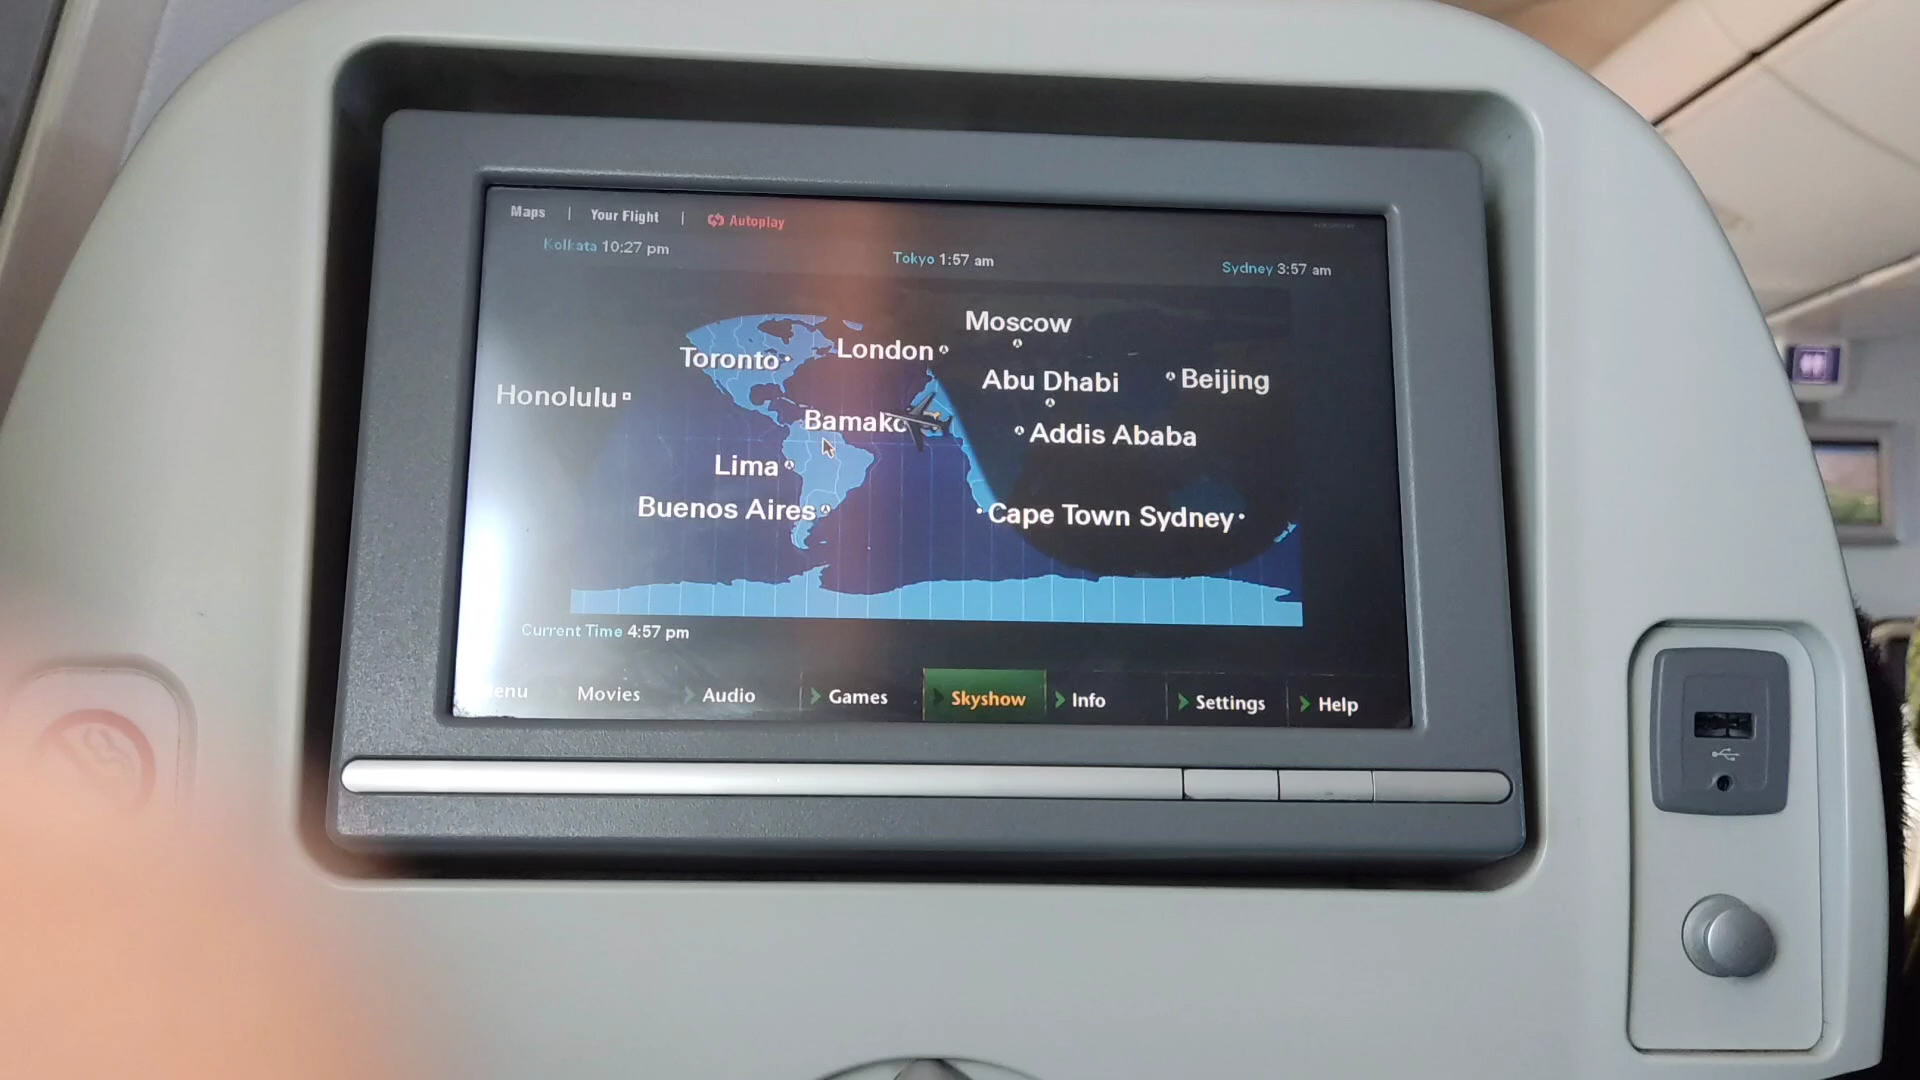 Maps | Your Flight | Autoplay
Kolkata 10:27 pm
Tokyo 1:57 am
Sydney 3:57 am
Moscow
London
Toronto
Abu Dhabi
Beijing
Honolulu
Bamako
Addis Ababa
Lima
Buenos Aires
Cape Town
Sydney
Current Time 4:57 pm
enu Movies Audio Games Skyshow Info Settings Help